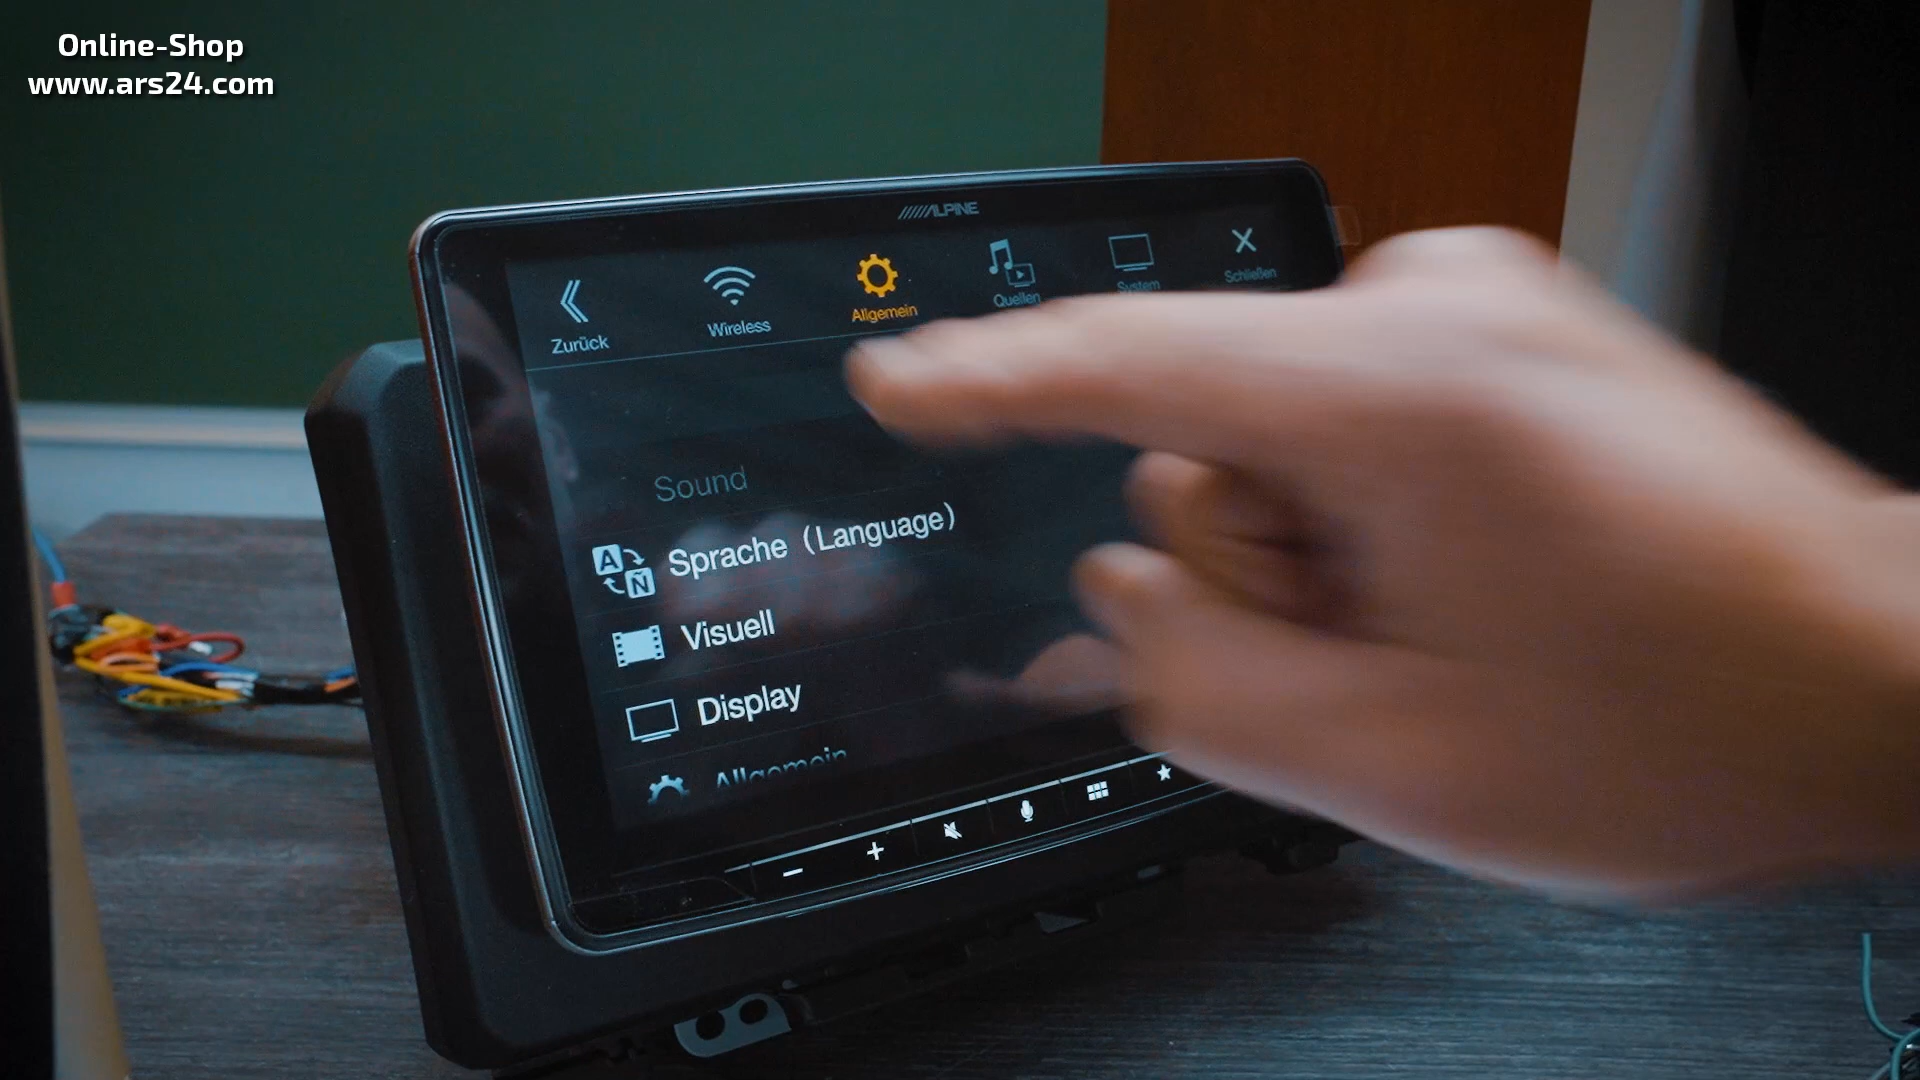 Online-Shop
www.ars24.com
ALPINE
Zurück
Wireless
Allgemein
Quellen
System
Schließen
Sound
Sprache (Language)
Visuell
Display
Allgemein